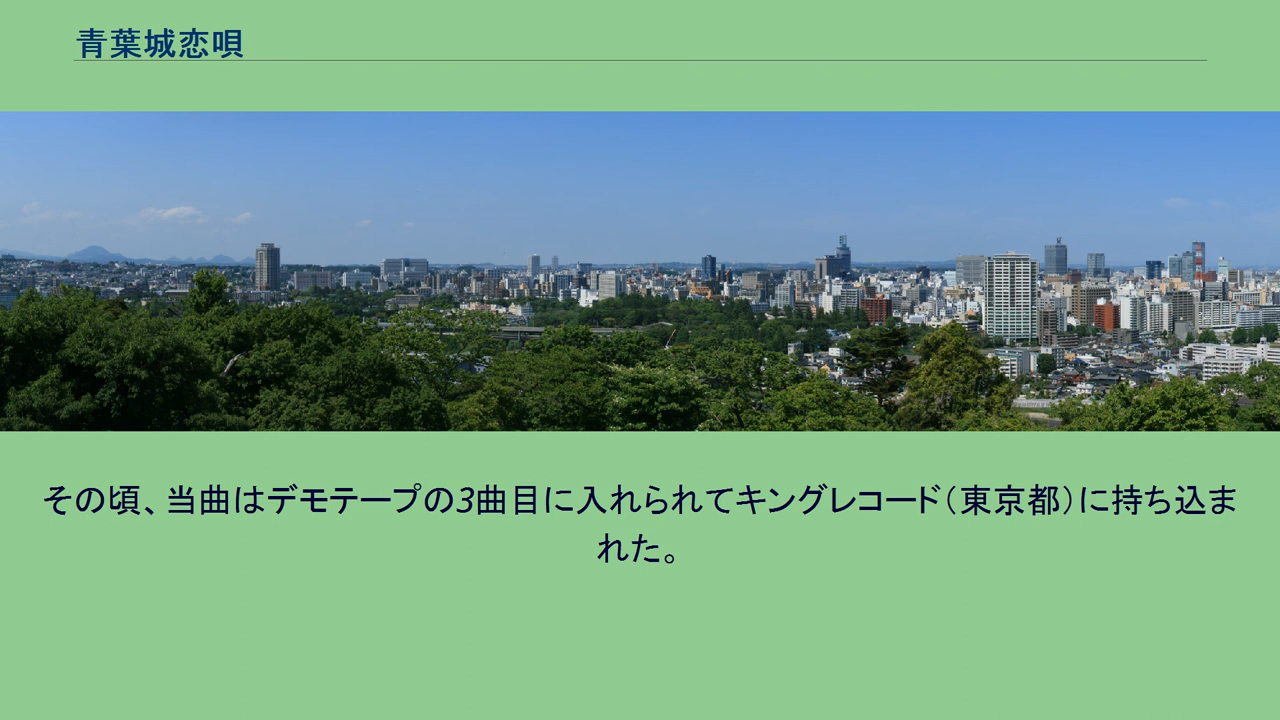 青葉城恋唄
その頃、当曲はデモテープの3曲目に入れられてキングレコード（東京都）に持ち込ま
れた。